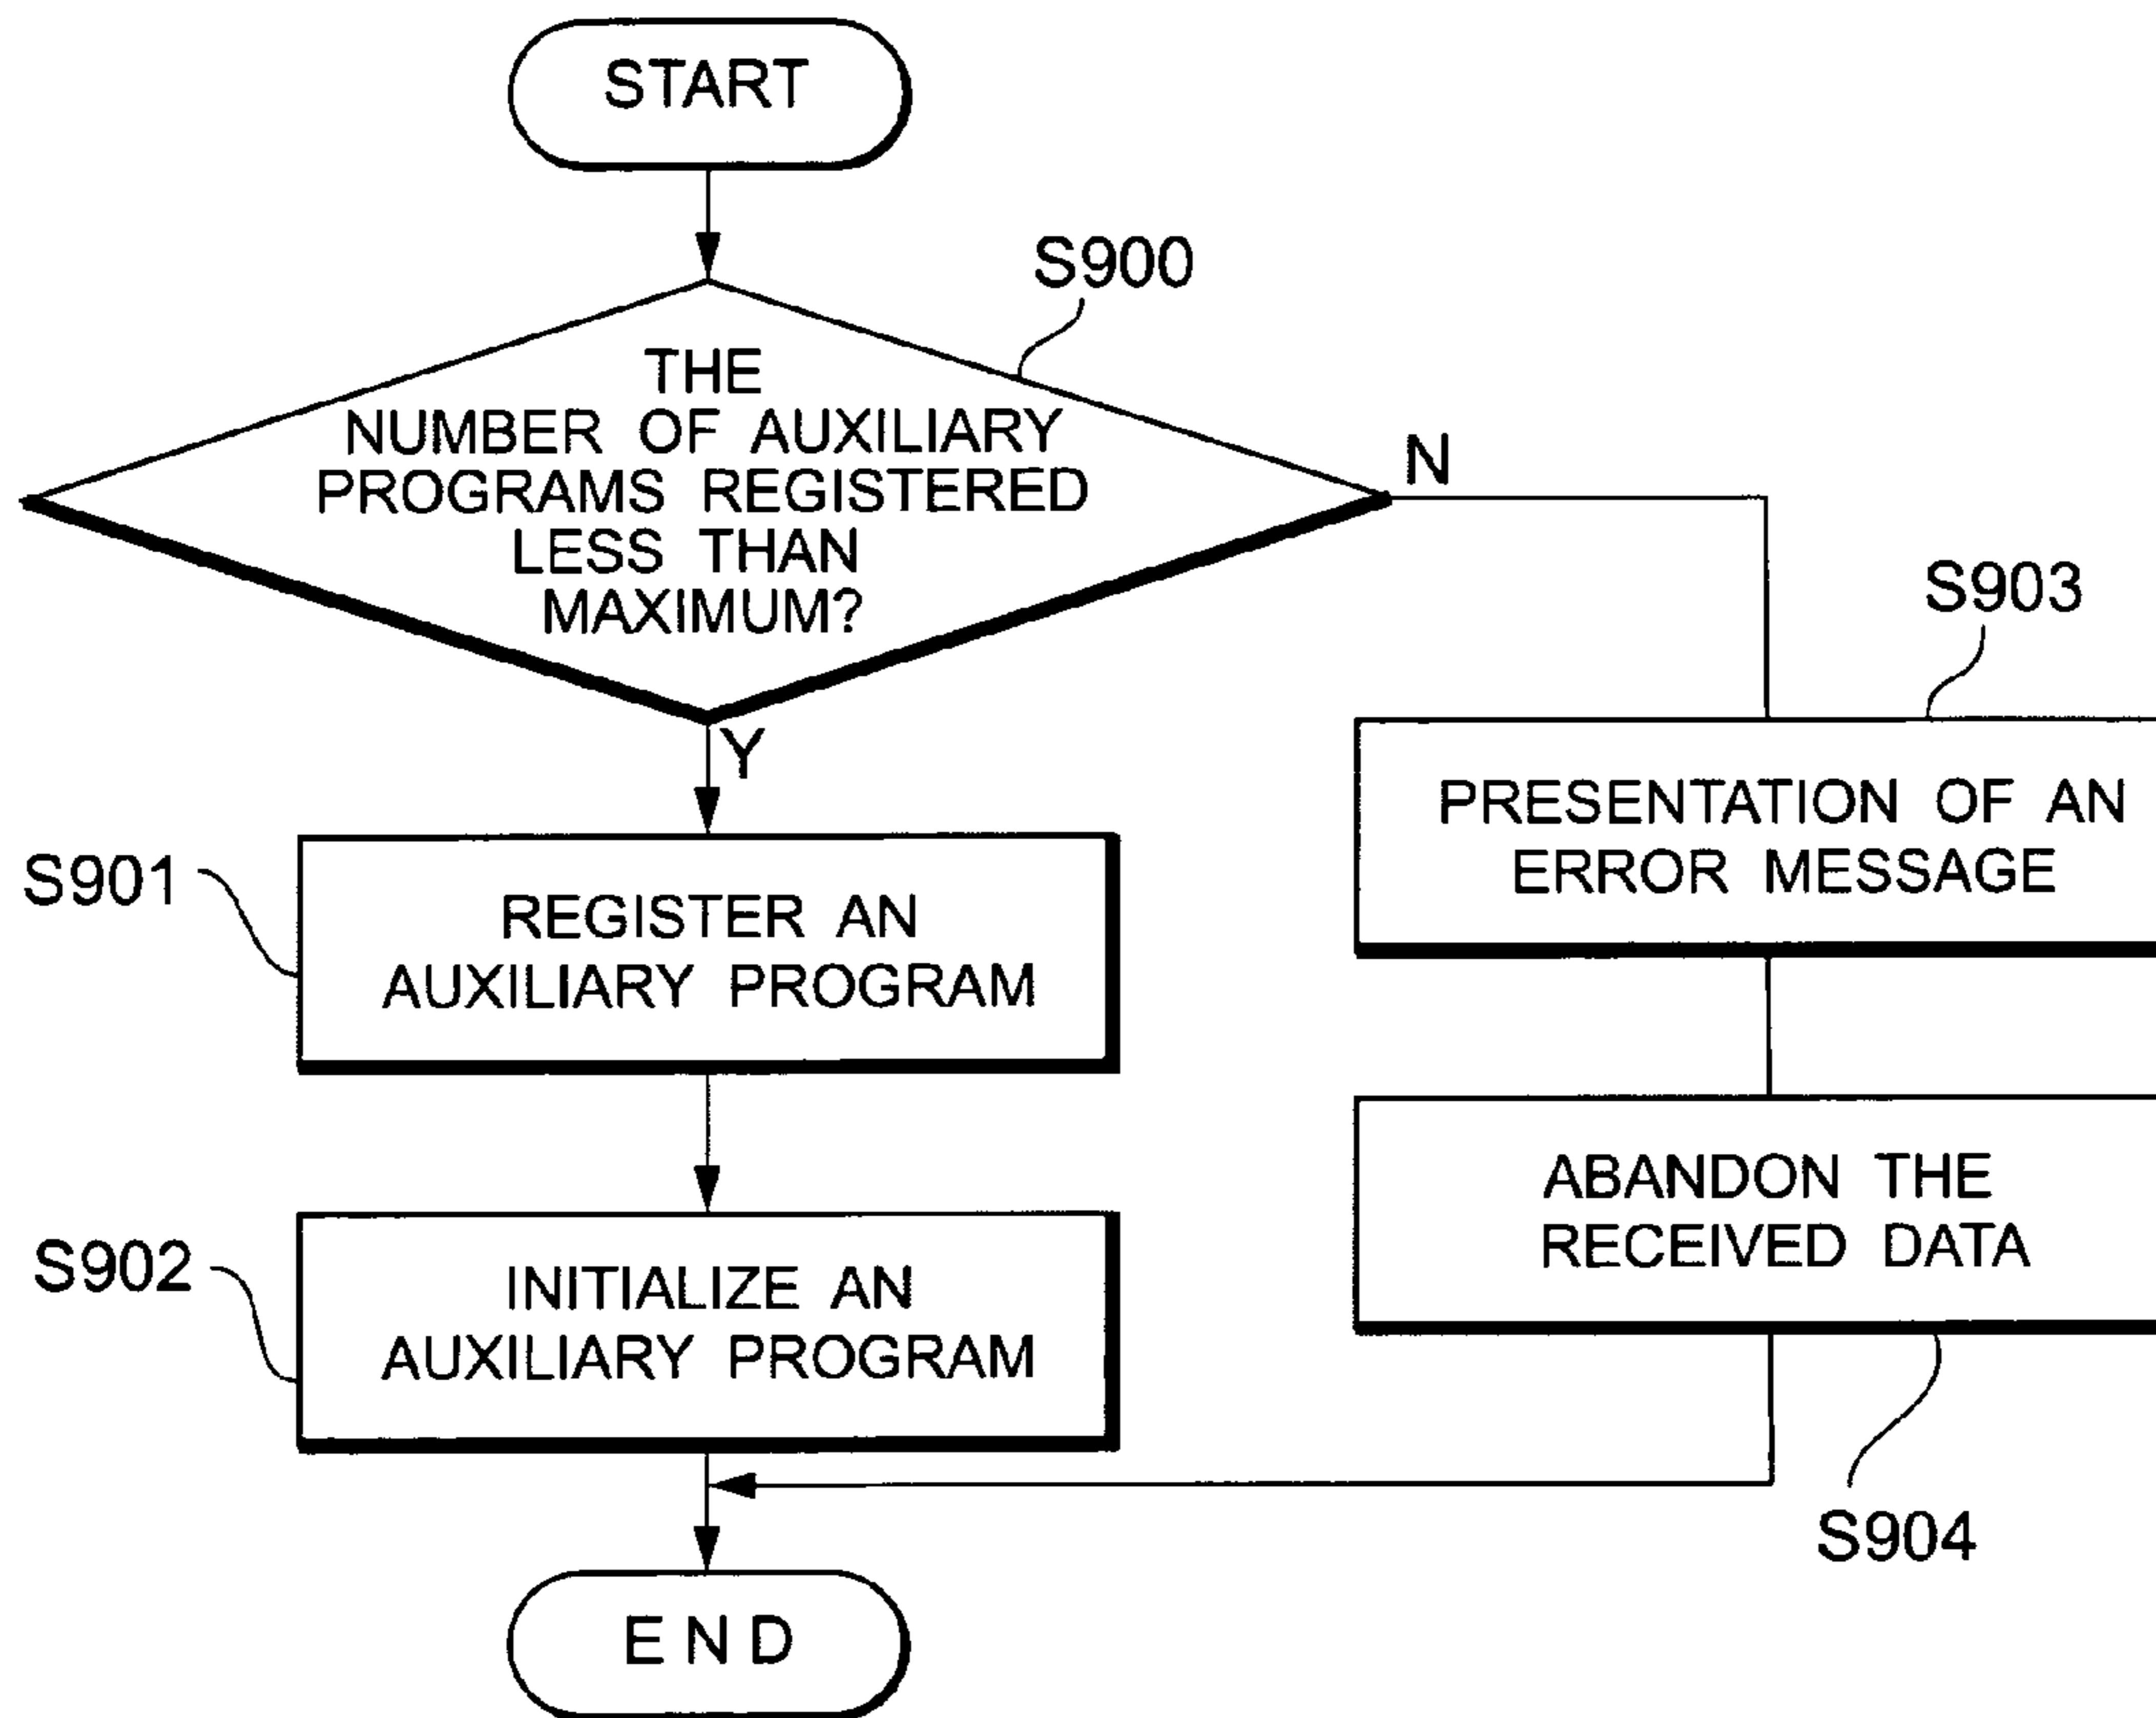 START
S900
THE
NUMBER OF AUXILIARY
PROGRAMS REGISTERED
LESS THAN
MAXIMUM?
N
Y
S903
PRESENTATION OF AN
ERROR MESSAGE
S901
REGISTER AN
AUXILIARY PROGRAM
ABANDON THE
RECEIVED DATA
S902
INITIALIZE AN
AUXILIARY PROGRAM
S904
END